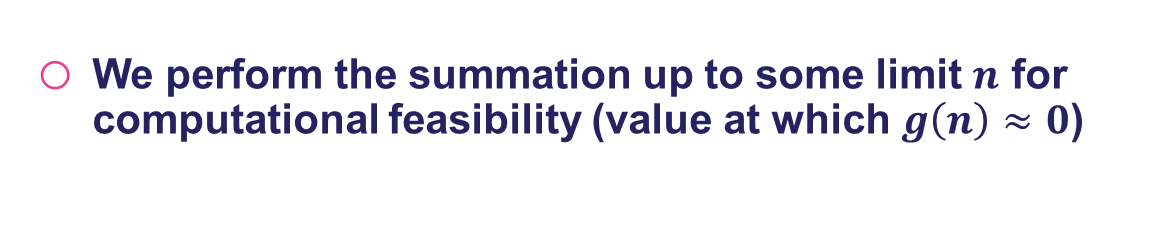 We perform the summation up to some limit n for
computational feasibility (value at which g(n) ≈ 0)